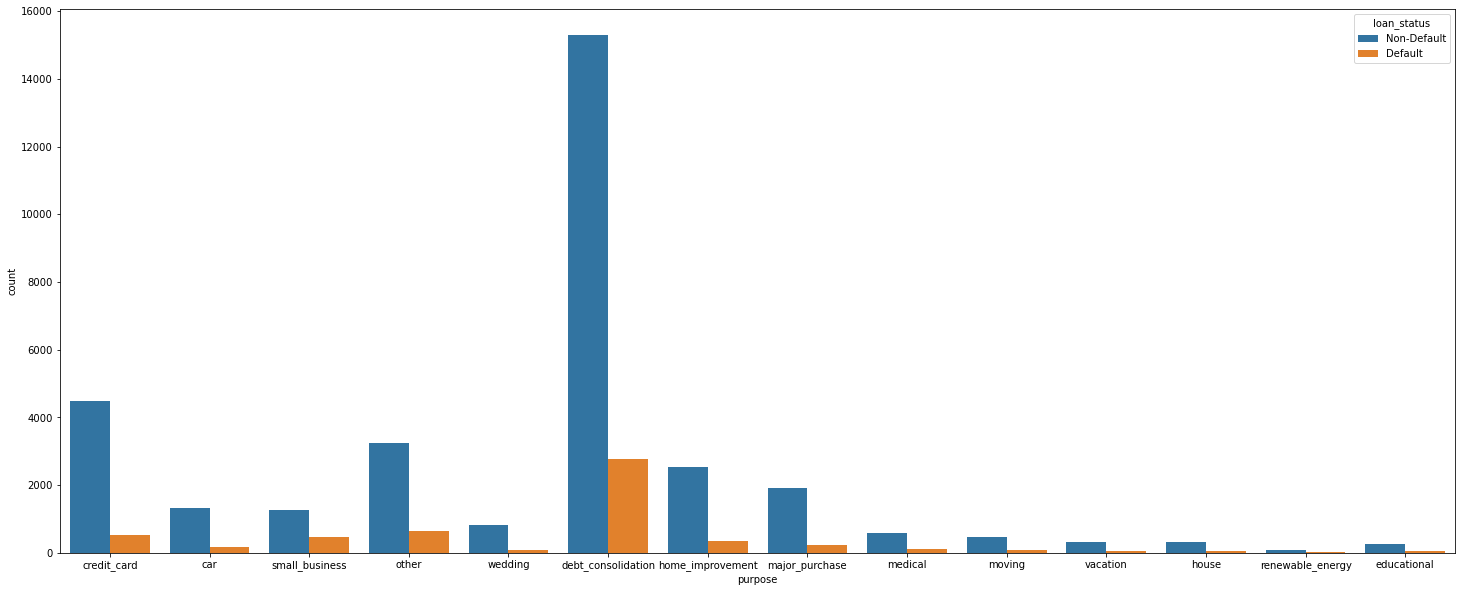 16000
14000
12000
10000
8000
6000
4000
2000
0
count
loan_status
Non-Default
Default
credit_card car small_business other wedding debt_consolidation home_improvement major_purchase medical moving vacation house renewable_energy educational
purpose